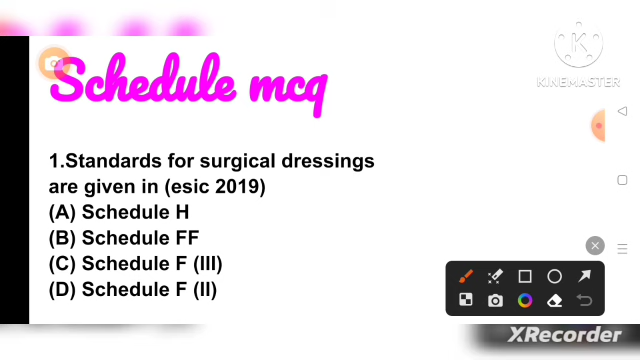 KINEMASTER
Schedule mcq
1.Standards for surgical dressings
are given in (esic 2019)
(A) Schedule H
(B) Schedule FF
(C) Schedule F (III)
(D) Schedule F (II)
XRecorder